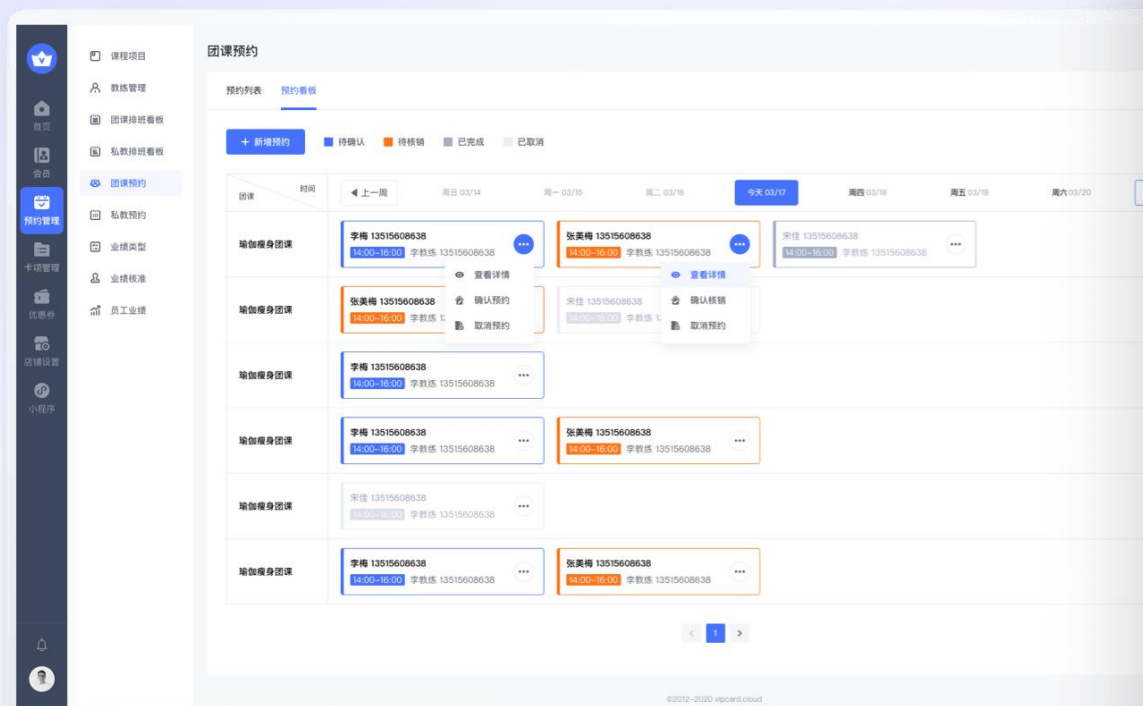 首页
会员
预约管理
卡项管理
优惠券
店铺设置
小程序
课程项目
教练管理
团课排班看板
私教排班看板
团课预约
私教预约
业绩类型
业绩核准
员工业绩
团课预约
预约列表 预约看板
+ 新增预约 待确认 待核销 已完成 已取消
时间
团课
上一周 周日 03/14 周一 03/15 周二 03/16 今天 03/17 周四 03/18 周五 03/19 周六 03/20
瑜伽瘦身团课
李梅 13515608638
14:00-16:00 李教练 13515608638
张美梅 13515608638
14:00-16:00 李教练 13515608638
宋佳 13515608638
14:00-16:00 李教练 13515608638
查看详情
确认预约
取消预约
查看详情
确认核销
取消预约
瑜伽瘦身团课
张美梅 13515608638
14:00-16:00 李教练
宋佳 13515608638
14:00-16:00 李教练
瑜伽瘦身团课
李梅 13515608638
14:00-16:00 李教练 13515608638
瑜伽瘦身团课
李梅 13515608638
14:00-16:00 李教练 13515608638
张美梅 13515608638
14:00-16:00 李教练 13515608638
瑜伽瘦身团课
宋佳 13515608638
14:00-16:00 李教练 13515608638
瑜伽瘦身团课
李梅 13515608638
14:00-16:00 李教练 13515608638
张美梅 13515608638
14:00-16:00 李教练 13515608638
< 1 >
©2012-2020 vipcard.cloud